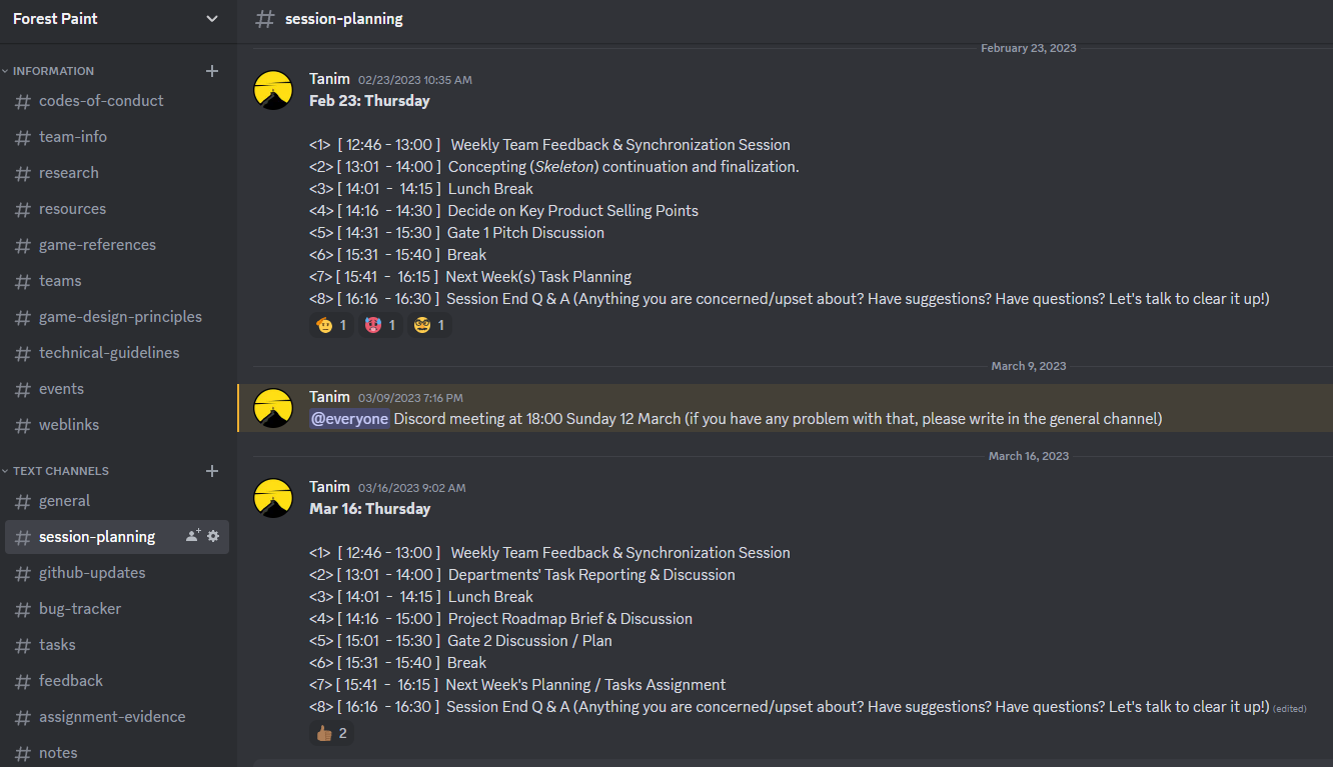 Forest Paint
INFORMATION
codes-of-conduct
team-info
research
resources
game-references
teams
game-design-principles
technical-guidelines
events
weblinks
TEXT CHANNELS
general
session-planning
github-updates
bug-tracker
tasks
feedback
assignment-evidence
notes
session-planning
February 23, 2023
Tanim 02/23/2023 10:35 AM
Feb 23: Thursday
<1> [ 12:46 - 13:00 ] Weekly Team Feedback & Synchronization Session
<2> [ 13:01 - 14:00 ] Concepting (Skeleton) continuation and finalization.
<3> [ 14:01 - 14:15 ] Lunch Break
<4> [ 14:16 - 14:30 ] Decide on Key Product Selling Points
<5> [ 14:31 - 15:30 ] Gate 1 Pitch Discussion
<6> [ 15:31 - 15:40 ] Break
<7> [ 15:41 - 16:15 ] Next Week(s) Task Planning
<8> [ 16:16 - 16:30 ] Session End Q & A (Anything you are concerned/upset about? Have suggestions? Have questions? Let's talk to clear it up!)
1 1 1
March 9, 2023
Tanim 03/09/2023 7:16 PM
@everyone Discord meeting at 18:00 Sunday 12 March (if you have any problem with that, please write in the general channel)
March 16, 2023
Tanim 03/16/2023 9:02 AM
Mar 16: Thursday
<1> [ 12:46 - 13:00 ] Weekly Team Feedback & Synchronization Session
<2> [ 13:01 - 14:00 ] Departments' Task Reporting & Discussion
<3> [ 14:01 - 14:15 ] Lunch Break
<4> [ 14:16 - 15:00 ] Project Roadmap Brief & Discussion
<5> [ 15:01 - 15:30 ] Gate 2 Discussion / Plan
<6> [ 15:31 - 15:40 ] Break
<7> [ 15:41 - 16:15 ] Next Week's Planning / Tasks Assignment
<8> [ 16:16 - 16:30 ] Session End Q & A (Anything you are concerned/upset about? Have suggestions? Have questions? Let's talk to clear it up!) (edited)
2